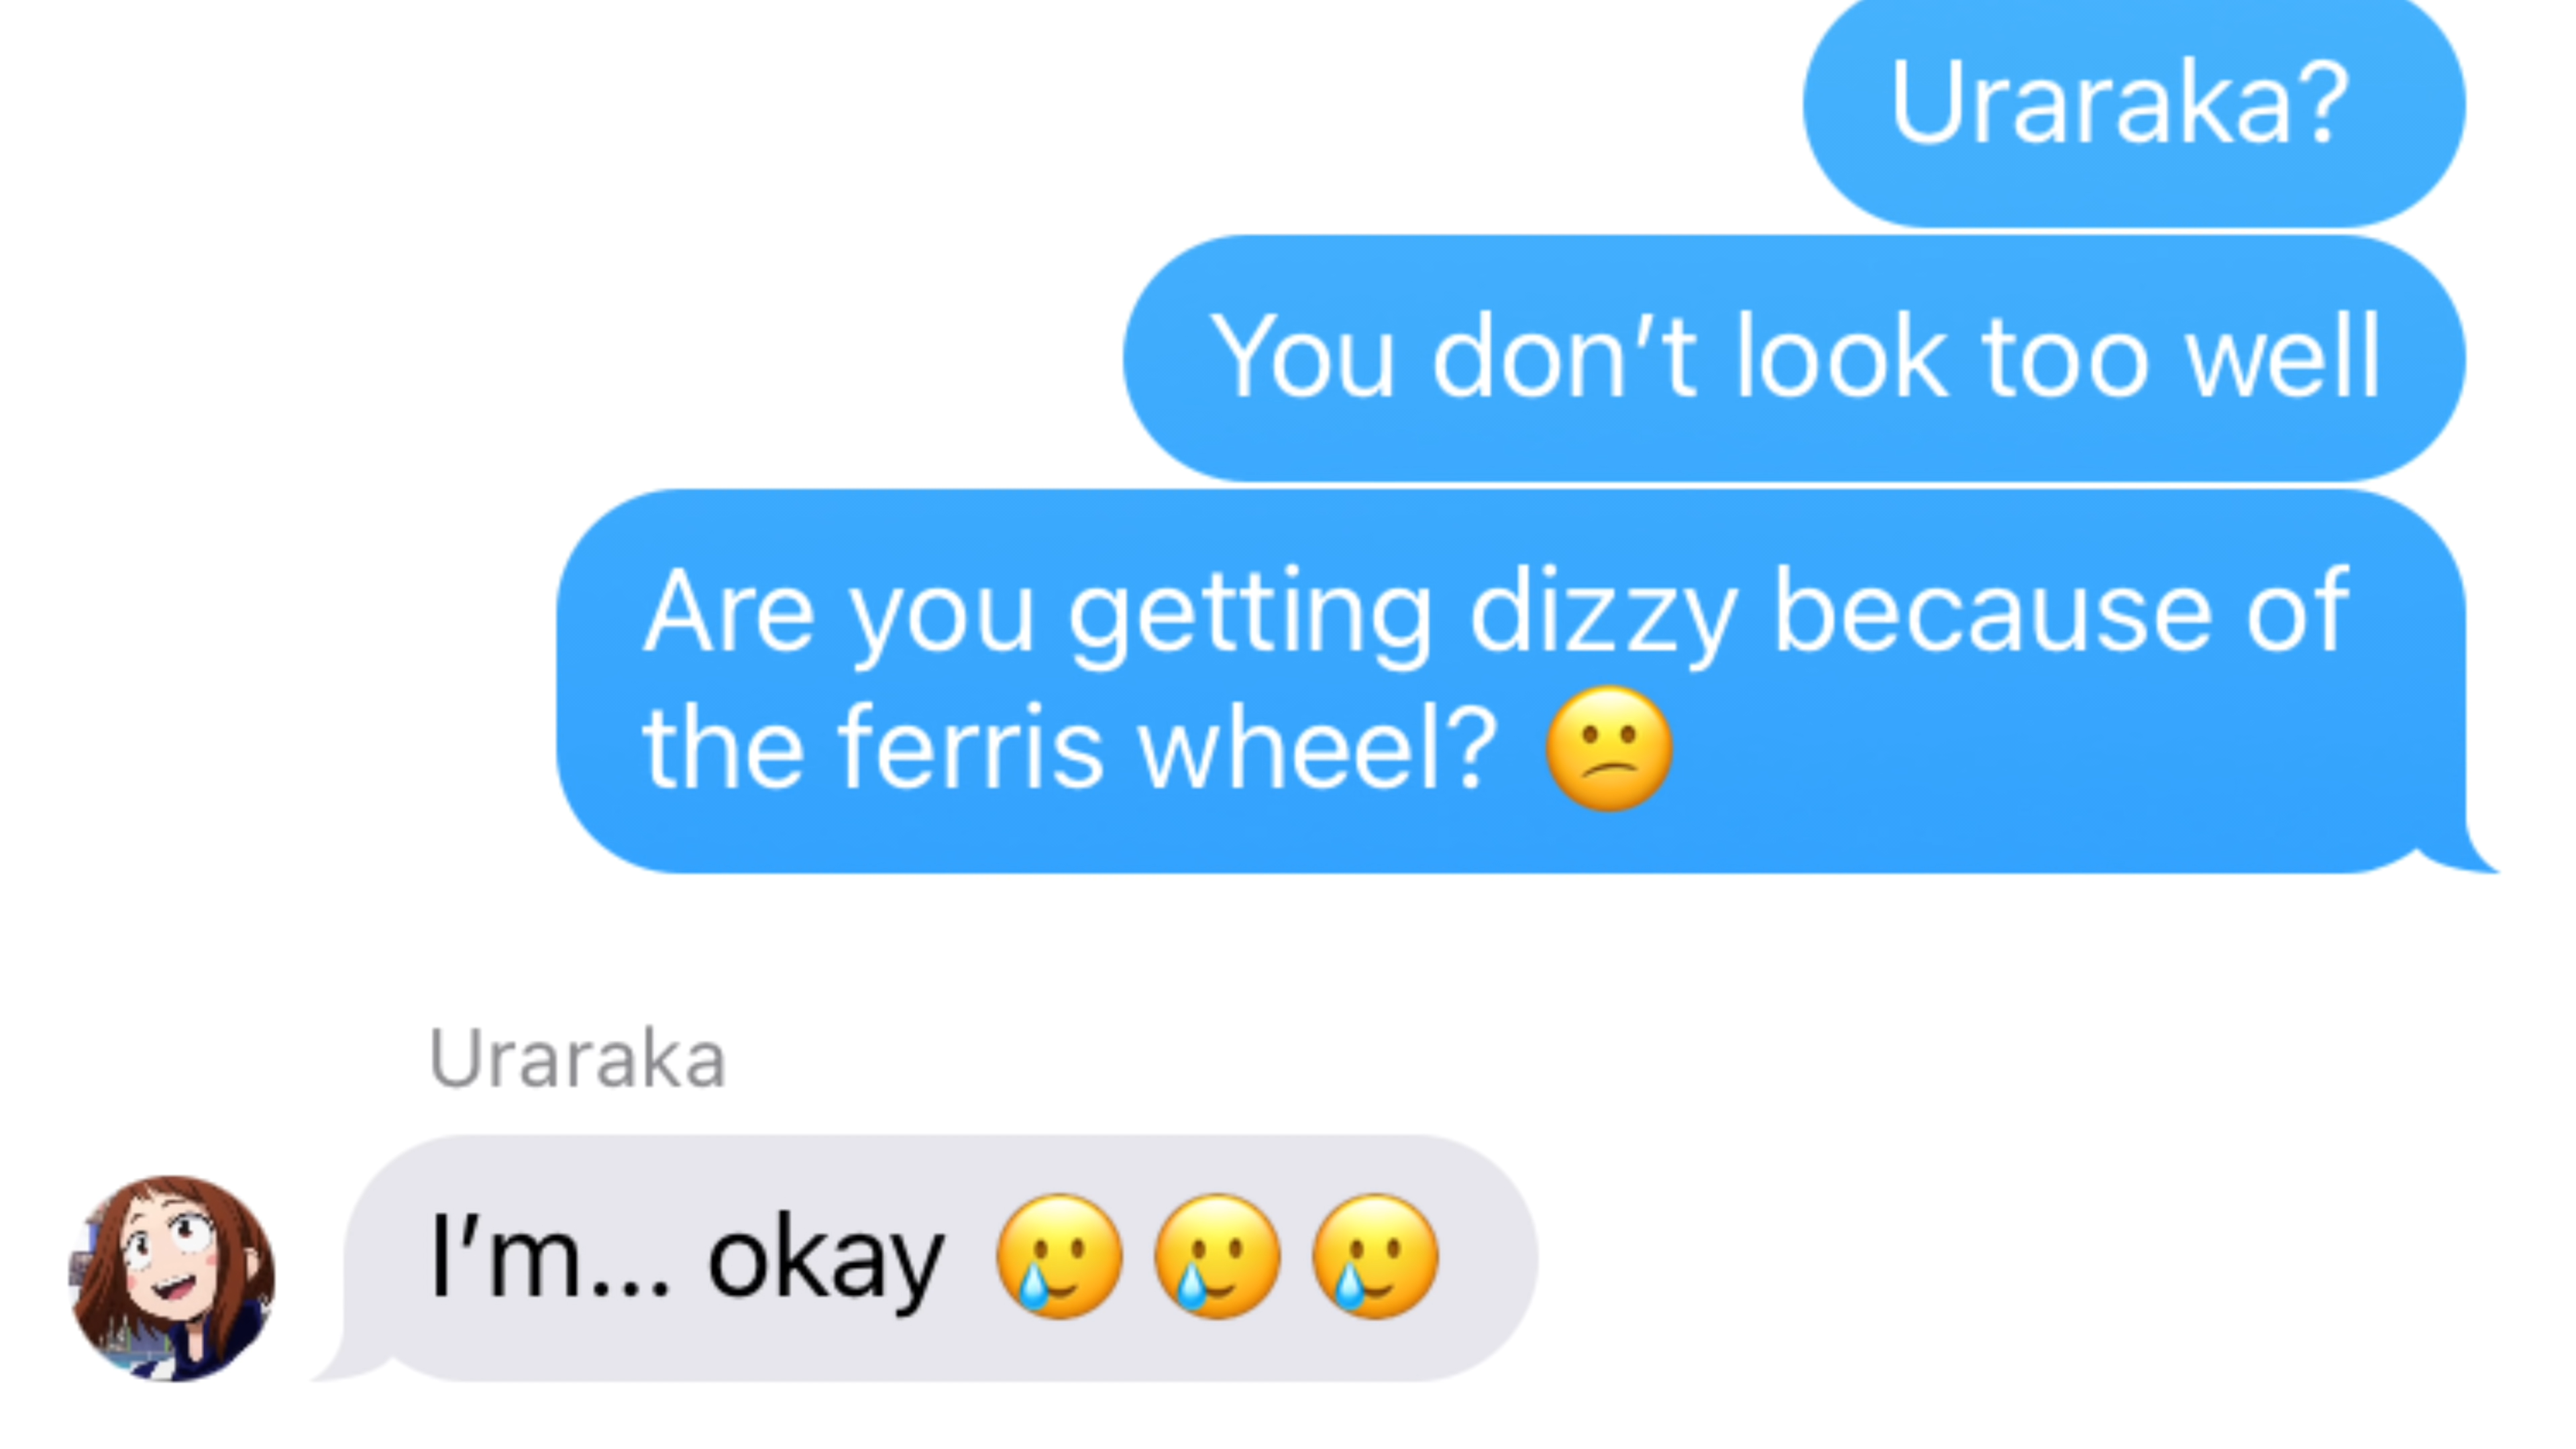 Uraraka?
You don't look too well
Are you getting dizzy because of
the ferris wheel? 😕
Uraraka
I'm... okay 🥲🥲🥲